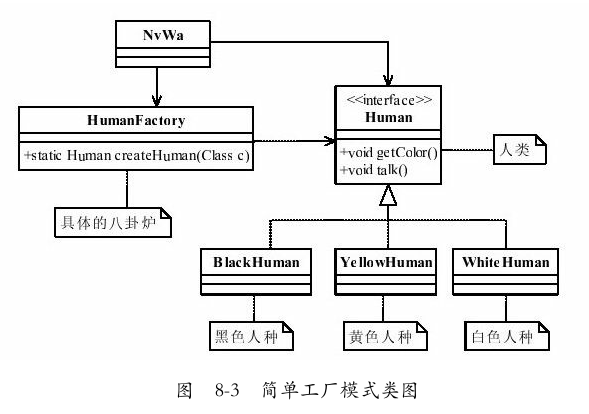 NvWa
<<interface>>
Human
HumanFactory
+void getColor()
+static Human createHuman(Class c)
人类
+void talk()
具体的八卦炉
BlackHuman
YellowHuman
WhiteHuman
黑色人种
黄色人种
白色人种
图 8-3 简单工厂模式类图